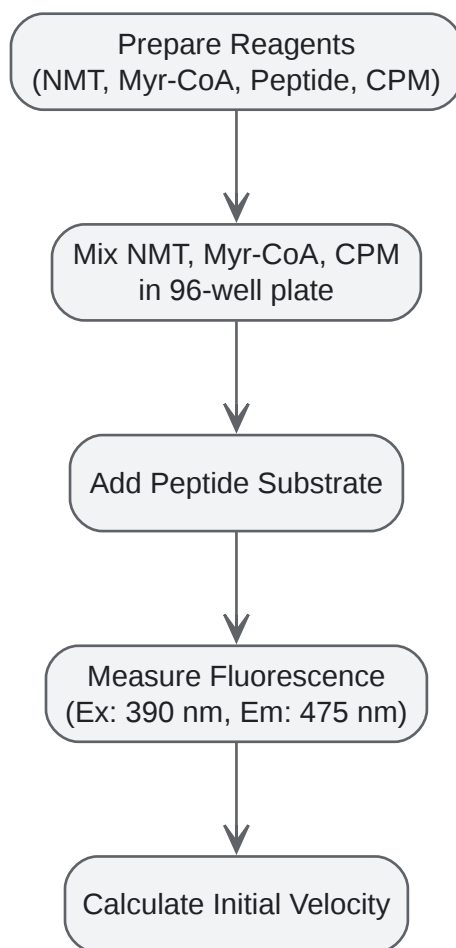 Prepare Reagents
(NMT, Myr-CoA, Peptide, CPM)
Mix NMT, Myr-CoA, CPM
in 96-well plate
Add Peptide Substrate
Measure Fluorescence
(Ex: 390 nm, Em: 475 nm)
Calculate Initial Velocity